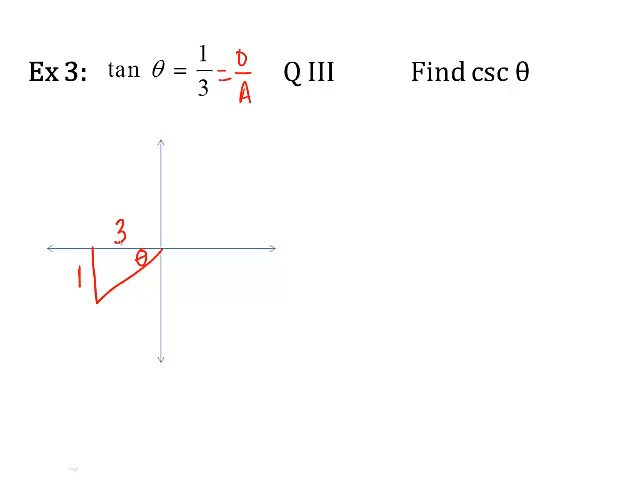 Ex 3: tan θ = 1/3 = O/A Q III Find csc θ
3
θ
1